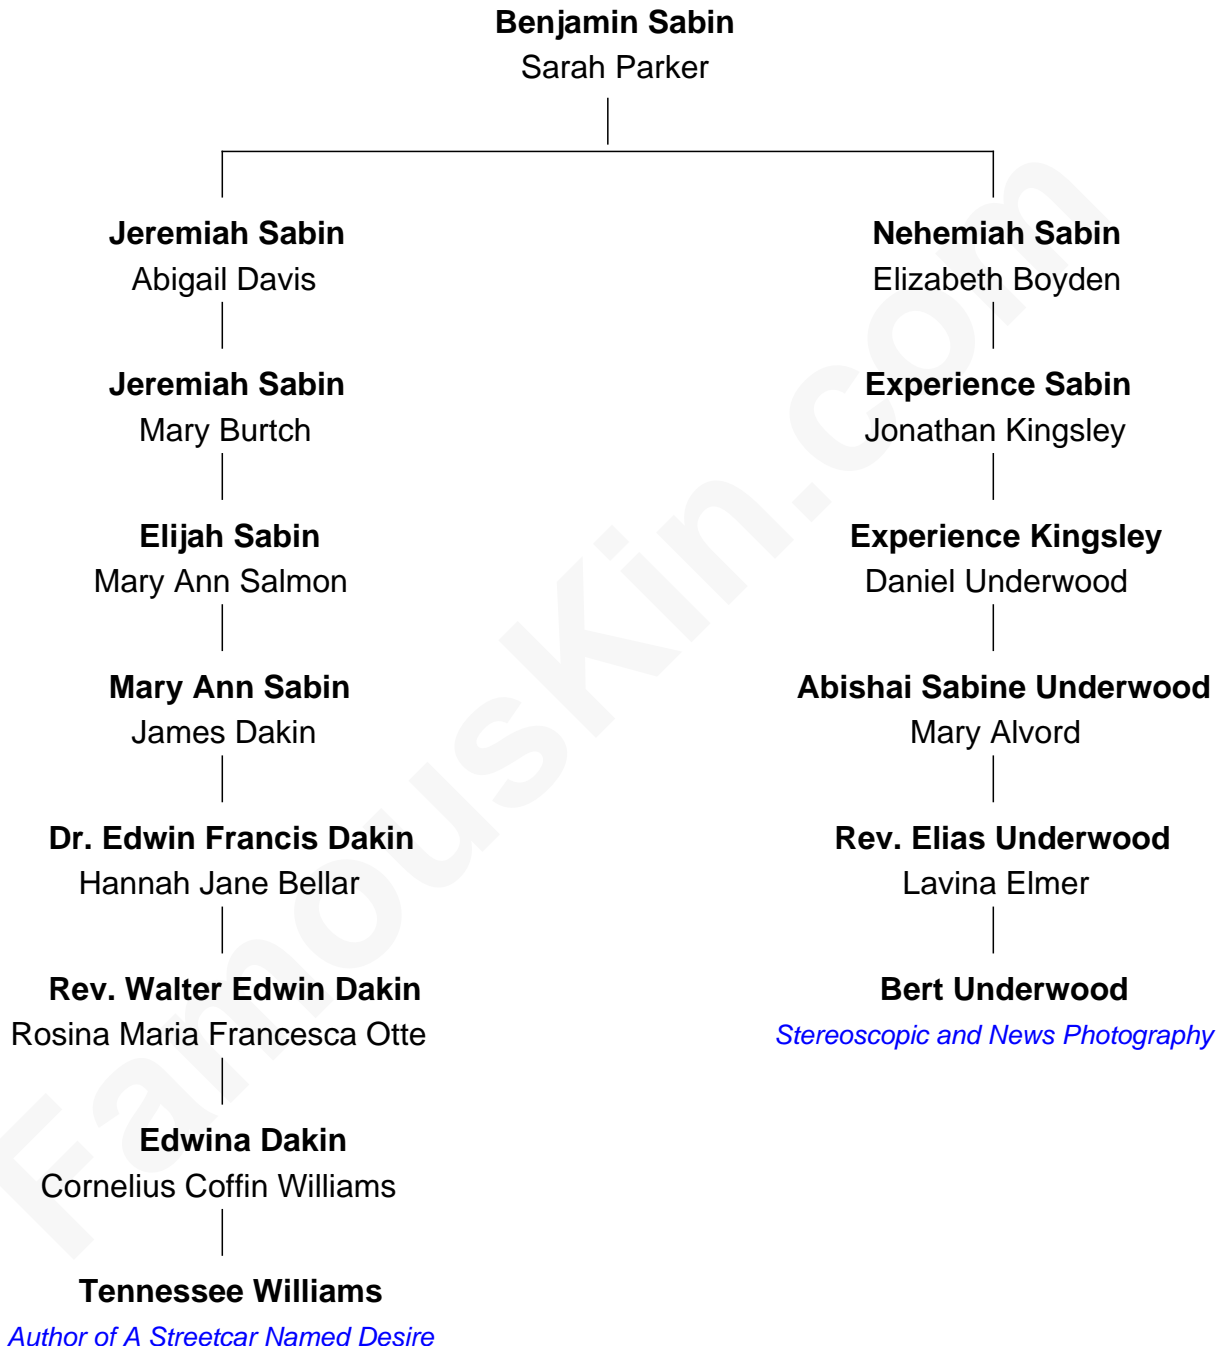 Benjamin Sabin
Sarah Parker
Jeremiah Sabin
Abigail Davis
Jeremiah Sabin
Mary Burtch
Elijah Sabin
Mary Ann Salmon
Mary Ann Sabin
James Dakin
Dr. Edwin Francis Dakin
Hannah Jane Bellar
Rev. Walter Edwin Dakin
Rosina Maria Francesca Otte
Edwina Dakin
Cornelius Coffin Williams
Tennessee Williams
Author of A Streetcar Named Desire
Nehemiah Sabin
Elizabeth Boyden
Experience Sabin
Jonathan Kingsley
Experience Kingsley
Daniel Underwood
Abishai Sabine Underwood
Mary Alvord
Rev. Elias Underwood
Lavina Elmer
Bert Underwood
Stereoscopic and News Photography
FamousKin.com